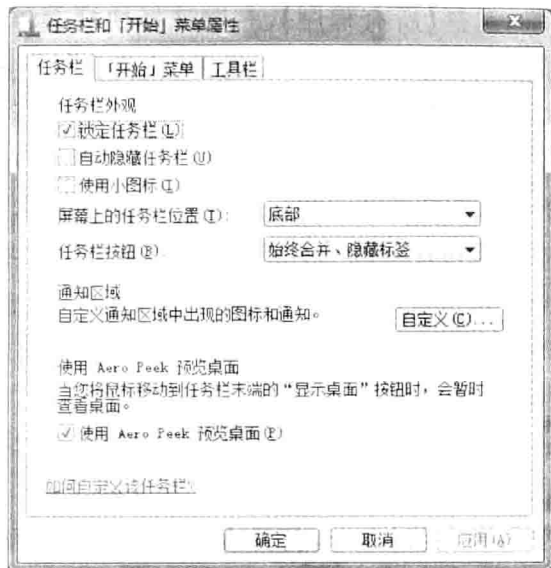 任务栏和「开始」菜单属性
任务栏 「开始」菜单 工具栏
任务栏外观
锁定任务栏(L)
自动隐藏任务栏(U)
使用小图标(I)
屏幕上的任务栏位置(T): 底部
任务栏按钮(B): 始终合并、隐藏标签
通知区域
自定义通知区域中出现的图标和通知。 自定义(C)...
使用 Aero Peek 预览桌面
当您将鼠标移动到任务栏末端的“显示桌面”按钮时，会暂时
查看桌面。
使用 Aero Peek 预览桌面(P)
如何自定义该任务栏?
确定 取消 应用(A)